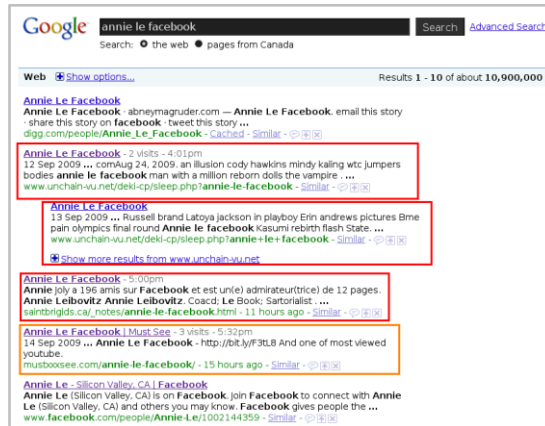 Google annie le facebook Search Advanced Search
Search: the web pages from Canada
Web Show options... Results 1 - 10 of about 10,900,000
Annie Le Facebook
Annie Le Facebook · abneymagruder.com — Annie Le Facebook. email this story
· share this story on facebook · tweet this story ...
digg.com/people/Annie_Le_Facebook - Cached - Similar -
Annie Le Facebook - 2 visits - 4:01pm
12 Sep 2009 ... comAug 24, 2009. an illusion cody hawkins mindy kaling wtc jumpers
bodies annie le facebook man with a million reborn dolls the vampire .
www.unchain-vu.net/deki-cp/sleep.php?annie-le-facebook - Similar -
Annie Le Facebook
13 Sep 2009 ... Russell brand Latoya jackson in playboy Erin andrews pictures Bme
pain olympics final round Annie le facebook Kasumi rebirth flash State. ...
www.unchain-vu.net/deki-cp/sleep.php?annie+le+facebook - Similar -
Show more results from www.unchain-vu.net
Annie Le Facebook - 5:00pm
Annie Joly a 196 amis sur Facebook et est un(e) admirateur(trice) de 12 pages.
Annie Leibovitz Annie Leibovitz. Coacd; Le Book; Sartorialist . ...
saintbrigids.ca/_notes/annie-le-facebook.html - 11 hours ago - Similar -
Annie Le Facebook | Must See - 3 visits - 5:32pm
14 Sep 2009 ... Annie Le Facebook - http://bit.ly/F3tL8 And one of most viewed
youtube.
mustxxxsee.com/annie-le-facebook/ - 15 hours ago - Similar -
Annie Le - Silicon Valley, CA | Facebook
Annie Le (Silicon Valley, CA) is on Facebook. Join Facebook to connect with Annie
Le (Silicon Valley, CA) and others you may know. Facebook gives people the ...
www.facebook.com/people/Annie-Le/1002144359 - Similar -